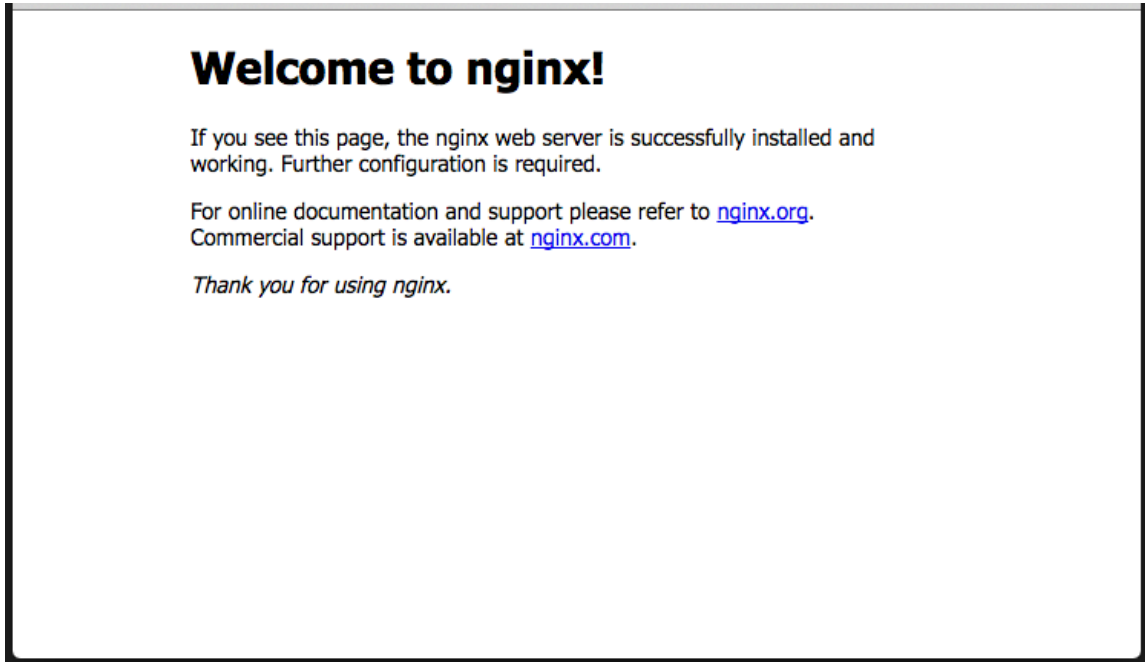 Welcome to nginx!
If you see this page, the nginx web server is successfully installed and
working. Further configuration is required.
For online documentation and support please refer to nginx.org.
Commercial support is available at nginx.com.
Thank you for using nginx.